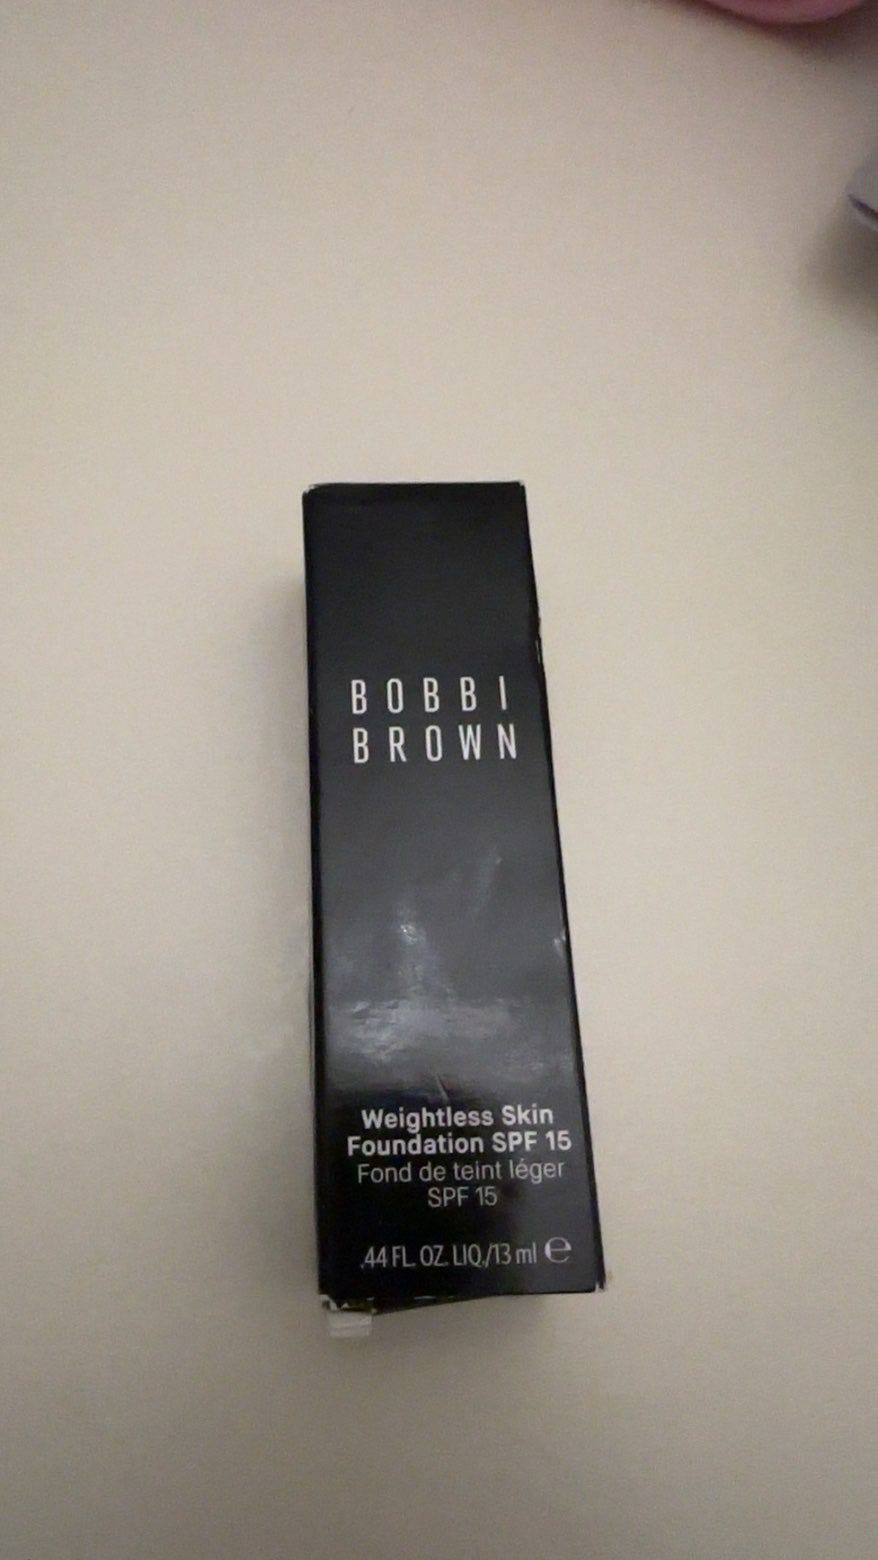 BOBBI
BROWN
Weightless Skin
Foundation SPF 15
Fond de teint léger
SPF 15
.44 FL. OZ. LIQ./13 ml ℮